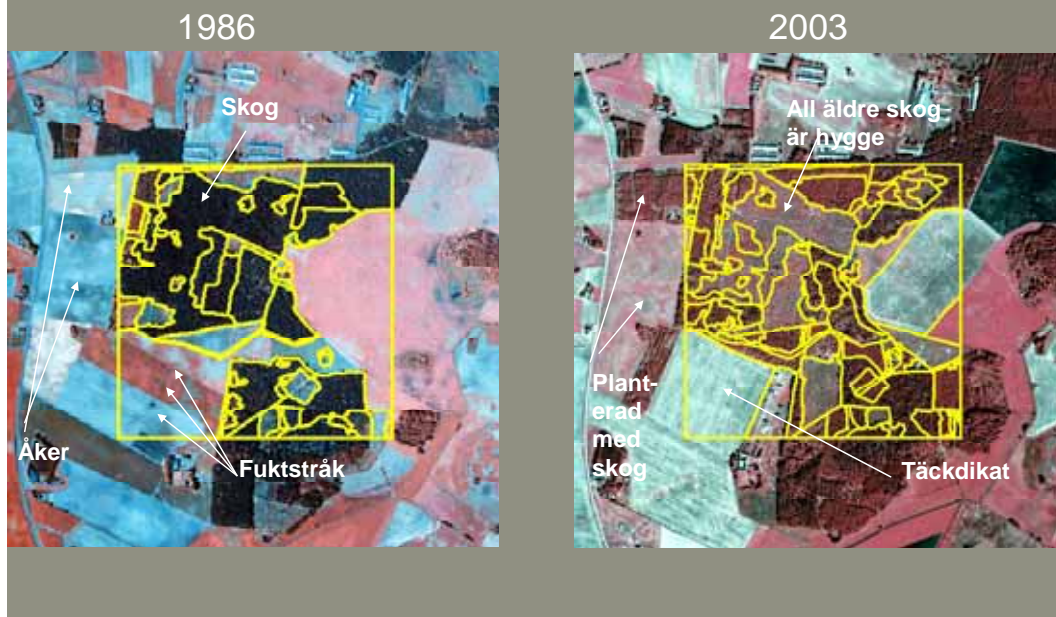 1986
2003
Skog
All äldre skog
är hygge
Åker
Fuktstråk
Plant-
erad
med
skog
Täckdikat